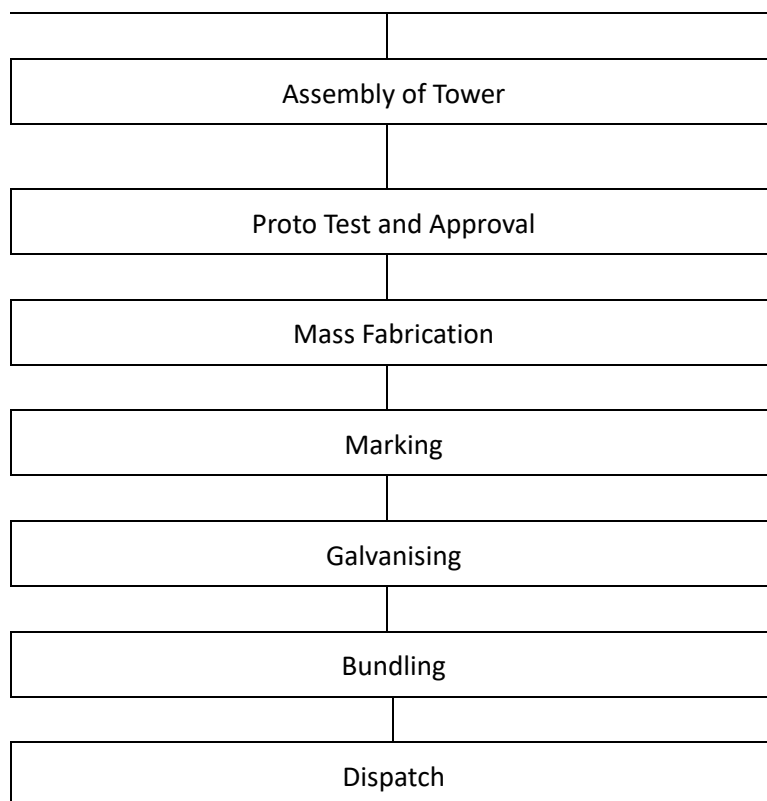 Assembly of Tower
Proto Test and Approval
Mass Fabrication
Marking
Galvanising
Bundling
Dispatch